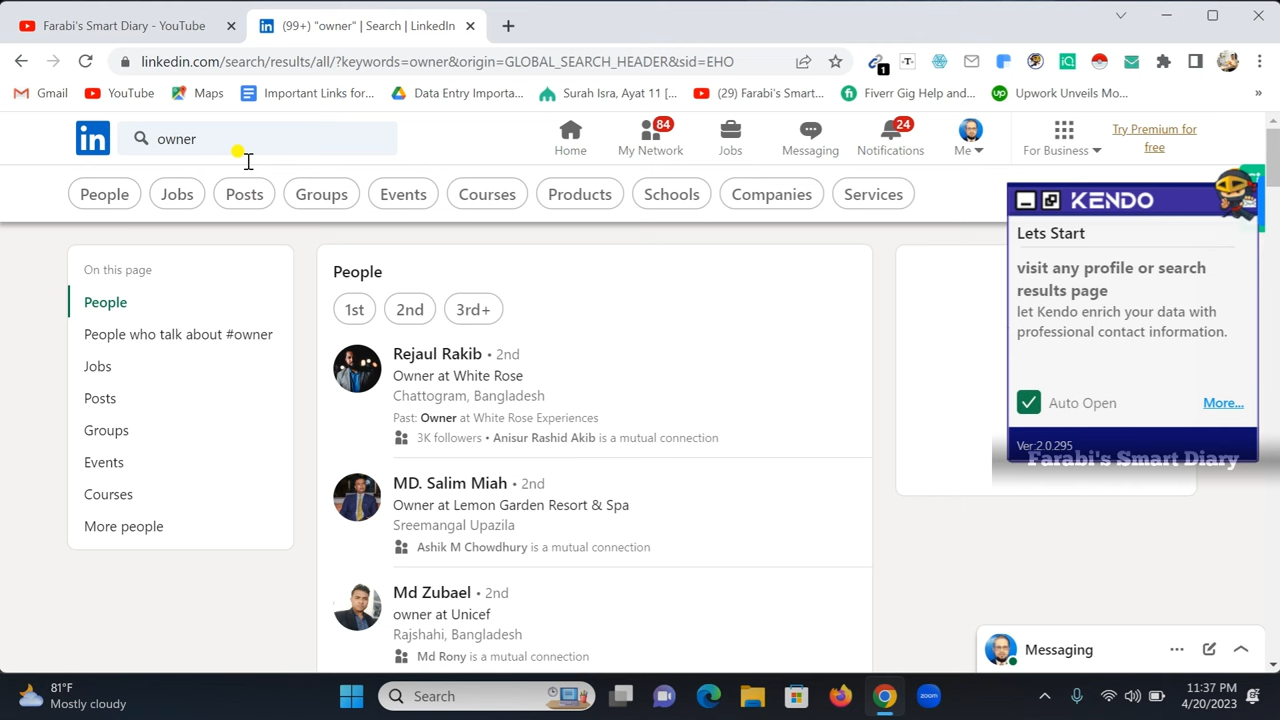 Farabi's Smart Diary - YouTube
(99+) "owner" | Search | LinkedIn
linkedin.com/search/results/all/?keywords=owner&origin=GLOBAL_SEARCH_HEADER&sid=EHO
1
Gmail
YouTube
Maps
Important Links for...
Data Entry Importa...
Surah Isra, Ayat 11 [...
(29) Farabi's Smart...
Fiverr Gig Help and...
Upwork Unveils Mo...
»
in
owner
Home
84
My Network
Jobs
Messaging
24
Notifications
Me
For Business
Try Premium for
free
People
Jobs
Posts
Groups
Events
Courses
Products
Schools
Companies
Services
On this page
People
People who talk about #owner
Jobs
Posts
Groups
Events
Courses
More people
People
1st
2nd
3rd+
Rejaul Rakib • 2nd
Owner at White Rose
Chattogram, Bangladesh
Past: Owner at White Rose Experiences
3K followers • Anisur Rashid Akib is a mutual connection
MD. Salim Miah • 2nd
Owner at Lemon Garden Resort & Spa
Sreemangal Upazila
Ashik M Chowdhury is a mutual connection
Md Zubael • 2nd
owner at Unicef
Rajshahi, Bangladesh
Md Rony is a mutual connection
KENDO
Lets Start
visit any profile or search
results page
let Kendo enrich your data with
professional contact information.
Auto Open
More...
Ver:2.0.295
Farabi's Smart Diary
Messaging
81°F
Mostly cloudy
Search
zoom
11:37 PM
4/20/2023